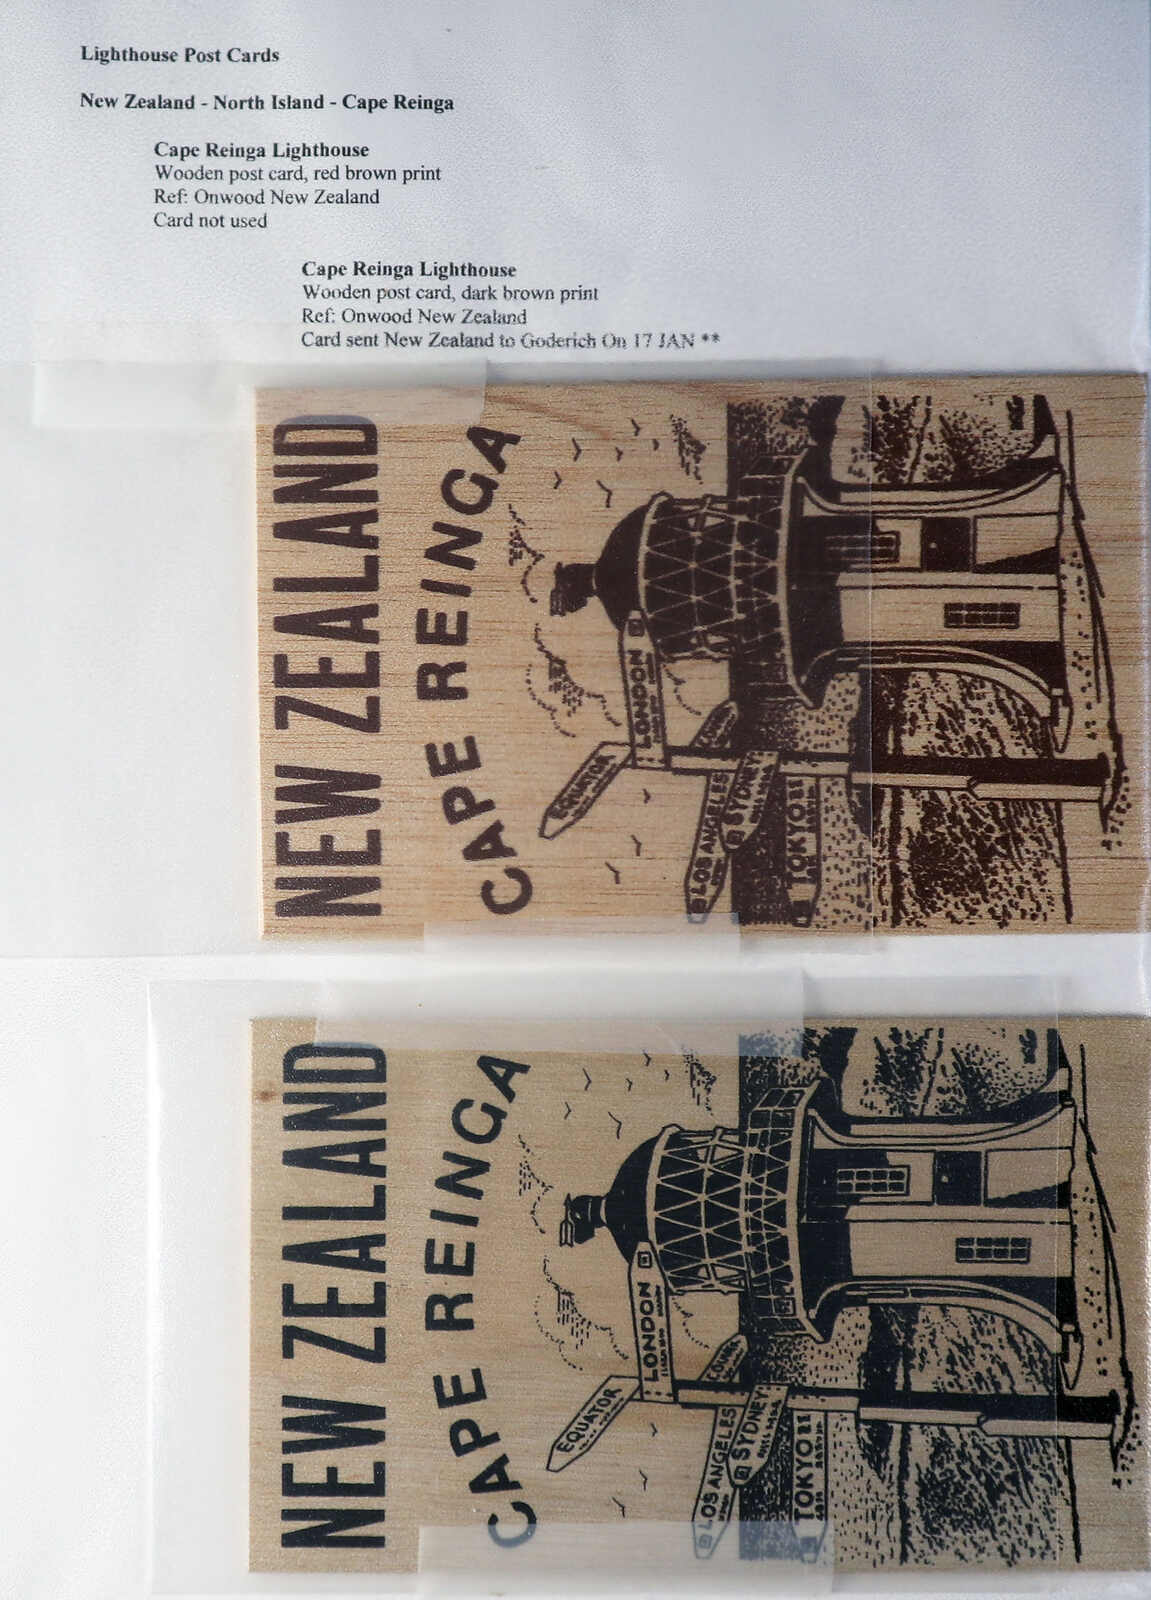 Lighthouse Post Cards
New Zealand - North Island - Cape Reinga
Cape Reinga Lighthouse
Wooden post card, red brown print
Ref: Onwood New Zealand
Card not used
Cape Reinga Lighthouse
Wooden post card, dark brown print
Ref: Onwood New Zealand
Card sent New Zealand to Goderich On 17 JAN **
NEW ZEALAND
CAPE REINGA
LONDON
EQUATOR
LOS ANGELES
SYDNEY
TOKYO
NEW ZEALAND
CAPE REINGA
LONDON
EQUATOR
LOS ANGELES
SYDNEY
TOKYO